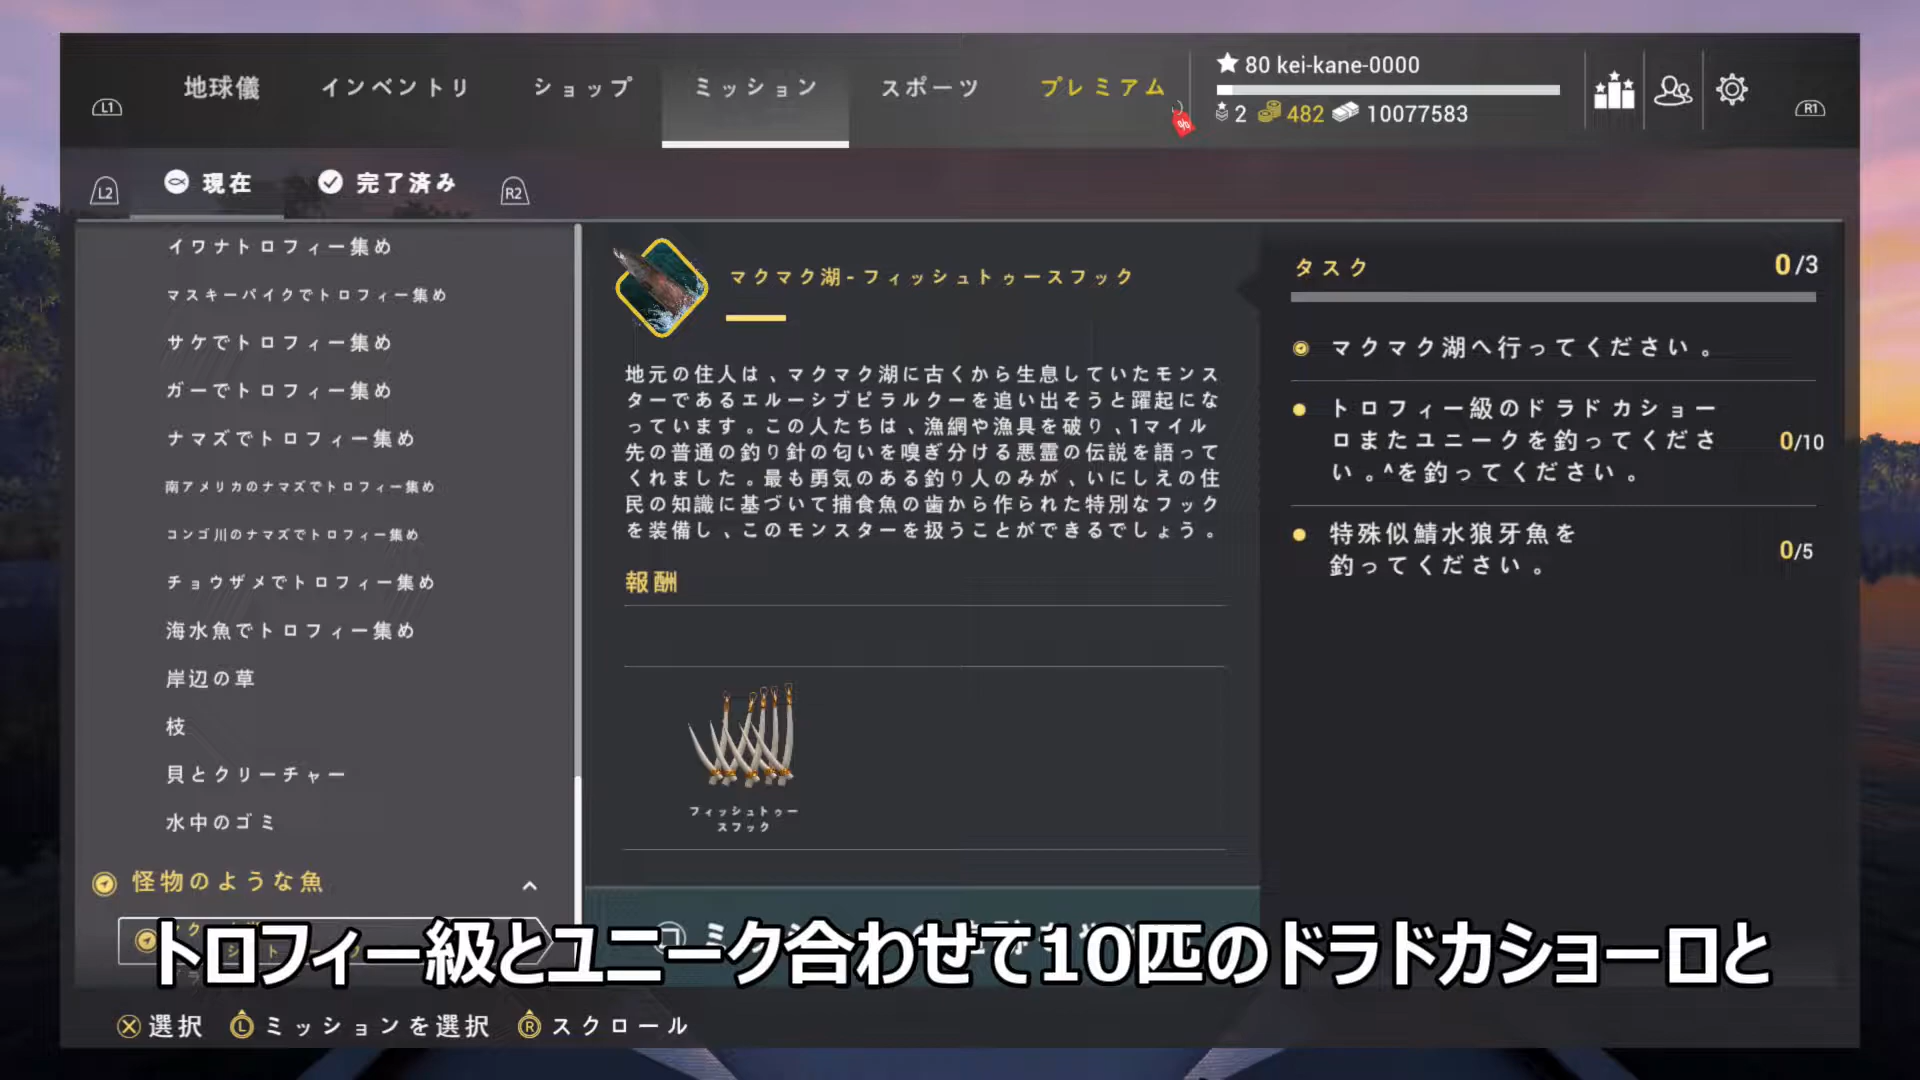 L1
地球儀
インベントリ
ショップ
ミッション
スポーツ
プレミアム
%
80 kei-kane-0000
2 482 10077583
R1
L2
現在
完了済み
R2
イワナトロフィー集め
マスキーパイクでトロフィー集め
サケでトロフィー集め
ガーでトロフィー集め
ナマズでトロフィー集め
南アメリカのナマズでトロフィー集め
コンゴ川のナマズでトロフィー集め
チョウザメでトロフィー集め
海水魚でトロフィー集め
岸辺の草
枝
貝とクリーチャー
水中のゴミ
怪物のような魚
マクマク湖-フィッシュトゥースフック
地元の住人は、マクマク湖に古くから生息していたモンス
ターであるエルーシブピラルクーを追い出そうと躍起にな
っています。この人たちは、漁網や漁具を破り、1マイル
先の普通の釣り針の匂いを嗅ぎ分ける悪霊の伝説を語って
くれました。最も勇気のある釣り人のみが、いにしえの住
民の知識に基づいて捕食魚の歯から作られた特別なフック
を装備し、このモンスターを扱うことができるでしょう。
報酬
フィッシュトゥー
スフック
タスク
0/3
マクマク湖へ行ってください。
トロフィー級のドラドカショー
ロまたユニークを釣ってくださ
い。^を釣ってください。
0/10
特殊似鯖水狼牙魚を
釣ってください。
0/5
トロフィー級とユニーク合わせて10匹のドラドカショーロと
選択
L ミッションを選択
R スクロール